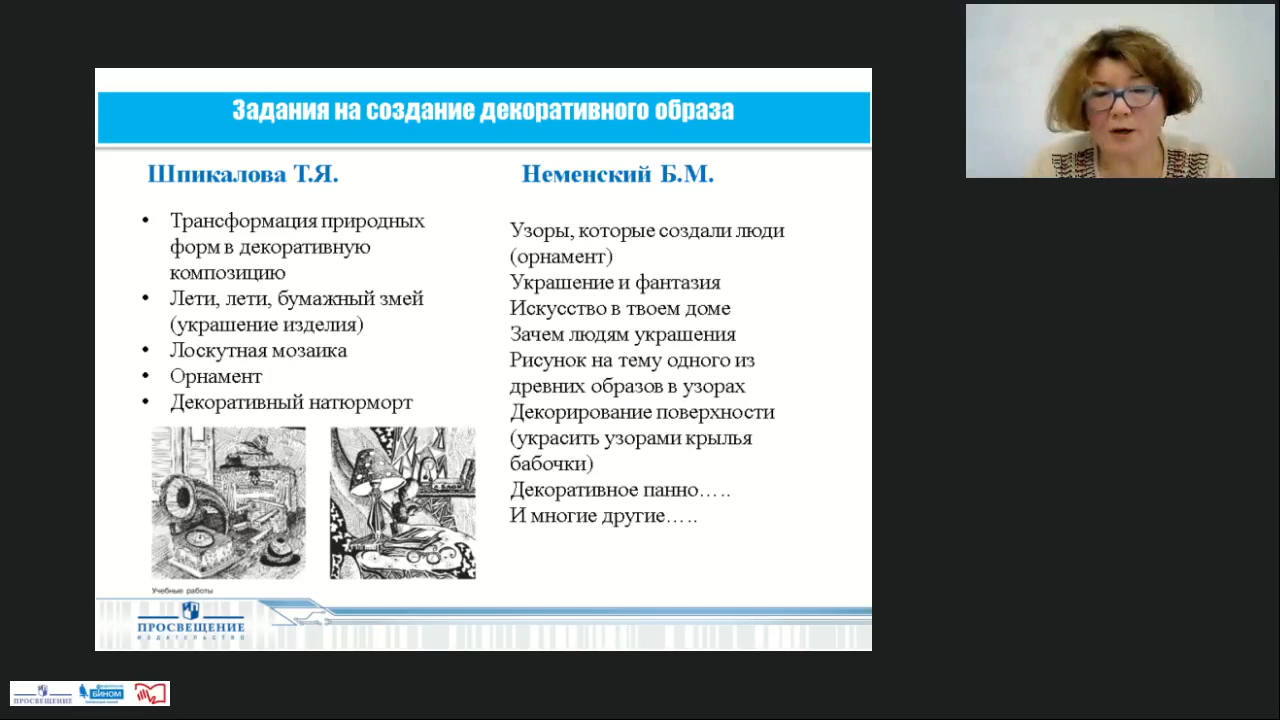 Задания на создание декоративного образа
Шпикалова Т.Я.
• Трансформация природных
форм в декоративную
композицию
• Лети, лети, бумажный змей
(украшение изделия)
• Лоскутная мозаика
• Орнамент
• Декоративный натюрморт
Учебные работы
Неменский Б.М.
Узоры, которые создали люди
(орнамент)
Украшение и фантазия
Искусство в твоем доме
Зачем людям украшения
Рисунок на тему одного из
древних образов в узорах
Декорирование поверхности
(украсить узорами крылья
бабочки)
Декоративное панно…..
И многие другие…..
ПРОСВЕЩЕНИЕ
ИЗДАТЕЛЬСТВО
ПРОСВЕЩЕНИЕ
БИНОМ